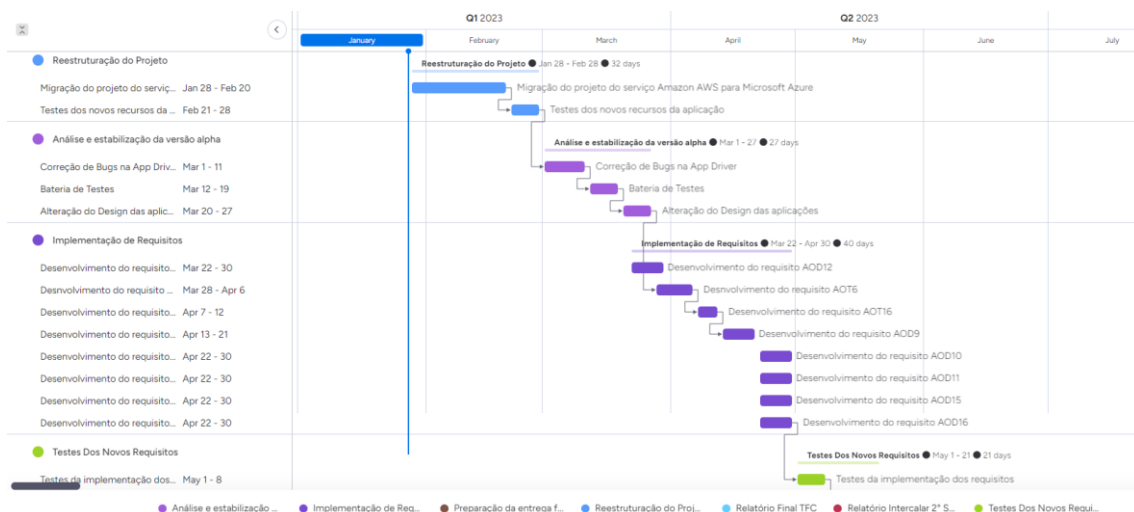 Q1 2023 Q2 2023
January February March April May June July
Reestruturação do Projeto Reestruturação do Projeto ● Jan 28 - Feb 28 ● 32 days
Migração do projeto do serviç... Jan 28 - Feb 20 Migração do projeto do serviço Amazon AWS para Microsoft Azure
Testes dos novos recursos da ... Feb 21 - 28 Testes dos novos recursos da aplicação
Análise e estabilização da versão alpha Análise e estabilização da versão alpha ● Mar 1 - 27 ● 27 days
Correção de Bugs na App Driv... Mar 1 - 11 Correção de Bugs na App Driver
Bateria de Testes Mar 12 - 19 Bateria de Testes
Alteração do Design das aplic... Mar 20 - 27 Alteração do Design das aplicações
Implementação de Requisitos Implementação de Requisitos ● Mar 22 - Apr 30 ● 40 days
Desenvolvimento do requisito... Mar 22 - 30 Desenvolvimento do requisito AOD12
Desnvolvimento do requisito ... Mar 28 - Apr 6 Desnvolvimento do requisito AOT6
Desenvolvimento do requisito... Apr 7 - 12 Desenvolvimento do requisito AOT16
Desenvolvimento do requisito... Apr 13 - 21 Desenvolvimento do requisito AOD9
Desenvolvimento do requisito... Apr 22 - 30 Desenvolvimento do requisito AOD10
Desenvolvimento do requisito... Apr 22 - 30 Desenvolvimento do requisito AOD11
Desenvolvimento do requisito... Apr 22 - 30 Desenvolvimento do requisito AOD15
Desenvolvimento do requisito... Apr 22 - 30 Desenvolvimento do requisito AOD16
Testes Dos Novos Requisitos Testes Dos Novos Requisitos ● May 1 - 21 ● 21 days
Testes da implementação dos... May 1 - 8 Testes da implementação dos requisitos
Análise e estabilização ... Implementação de Req... Preparação da entrega f... Reestruturação do Proj... Relatório Final TFC Relatório Intercalar 2° S... Testes Dos Novos Requi...